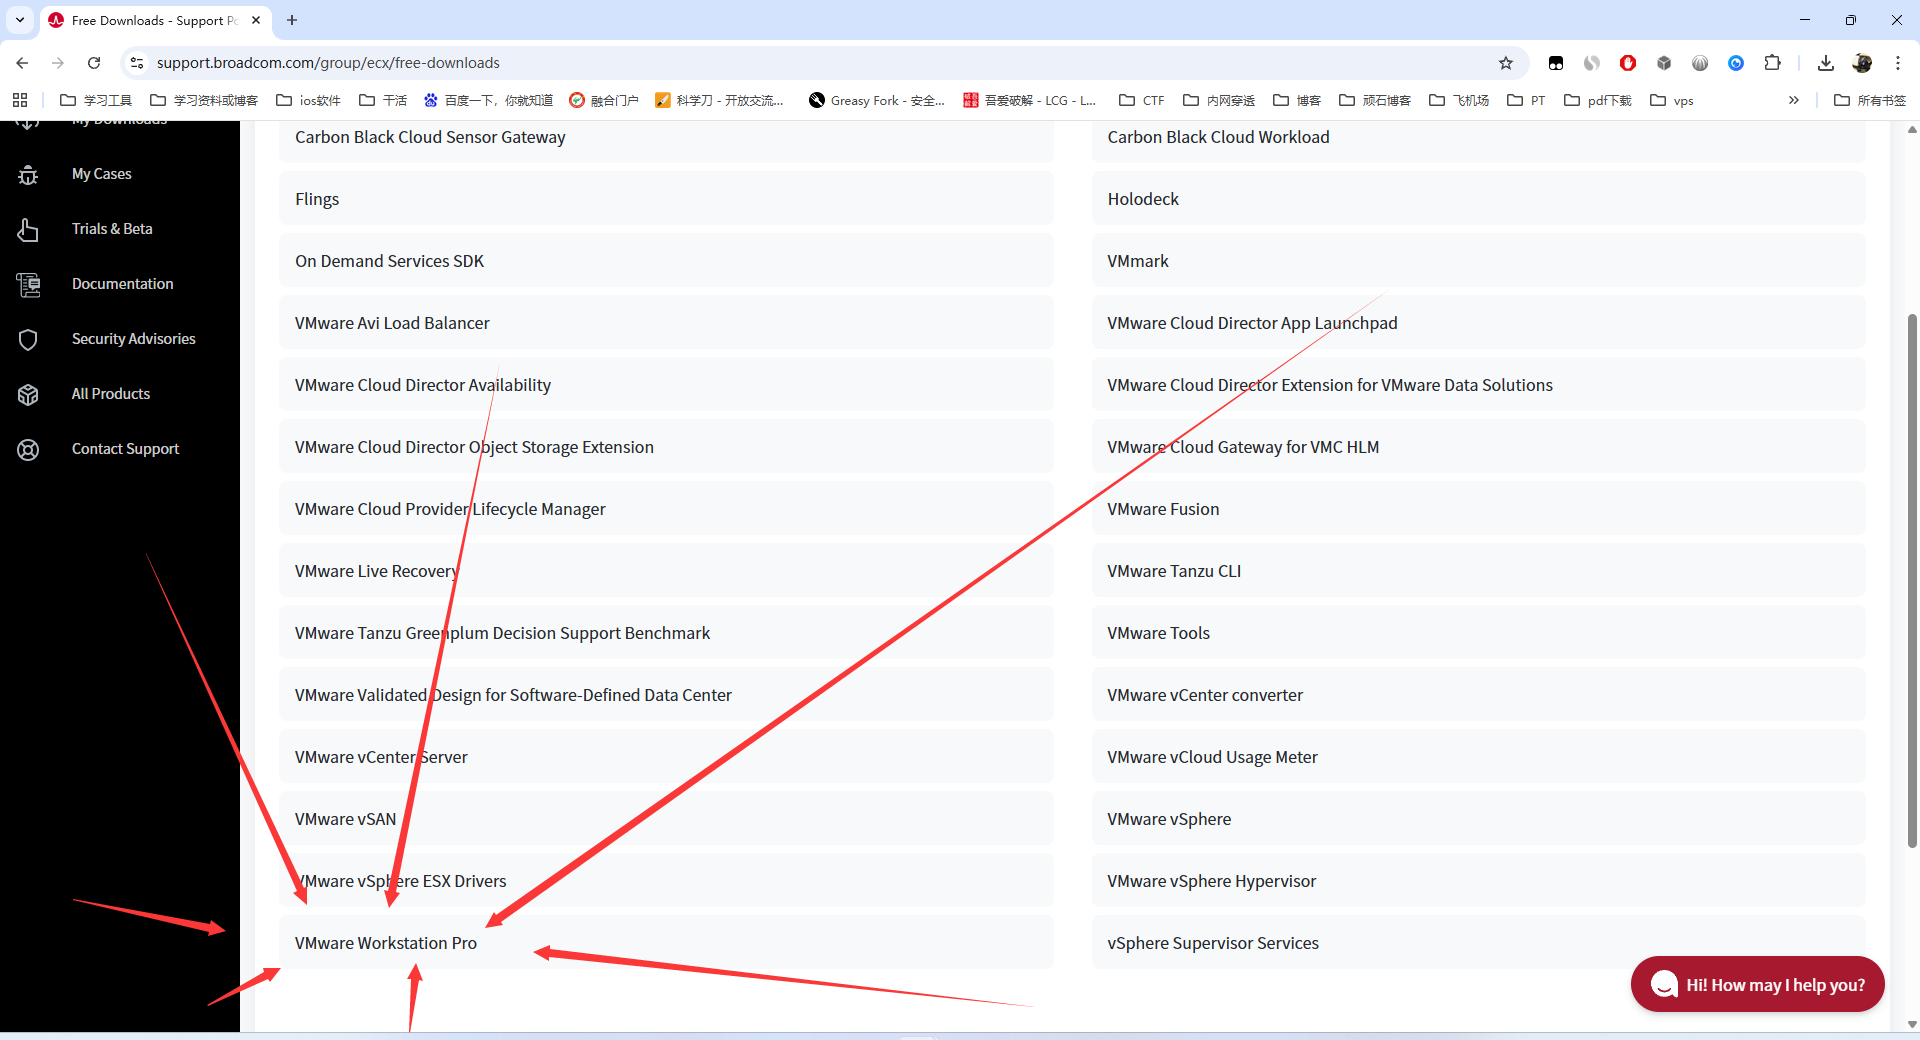 Free Downloads - Support Po
support.broadcom.com/group/ecx/free-downloads
学习工具
学习资料或博客
ios软件
干活
百度一下，你就知道
融合门户
科学刀 - 开放交流...
Greasy Fork - 安全...
吾爱破解 - LCG - L...
CTF
内网穿透
博客
顽石博客
飞机场
PT
pdf下载
vps
所有书签
My Downloads
My Cases
Trials & Beta
Documentation
Security Advisories
All Products
Contact Support
Carbon Black Cloud Sensor Gateway
Carbon Black Cloud Workload
Flings
Holodeck
On Demand Services SDK
VMmark
VMware Avi Load Balancer
VMware Cloud Director App Launchpad
VMware Cloud Director Availability
VMware Cloud Director Extension for VMware Data Solutions
VMware Cloud Director Object Storage Extension
VMware Cloud Gateway for VMC HLM
VMware Cloud Provider Lifecycle Manager
VMware Fusion
VMware Live Recovery
VMware Tanzu CLI
VMware Tanzu Greenplum Decision Support Benchmark
VMware Tools
VMware Validated Design for Software-Defined Data Center
VMware vCenter converter
VMware vCenter Server
VMware vCloud Usage Meter
VMware vSAN
VMware vSphere
VMware vSphere ESX Drivers
VMware vSphere Hypervisor
VMware Workstation Pro
vSphere Supervisor Services
Hi! How may I help you?